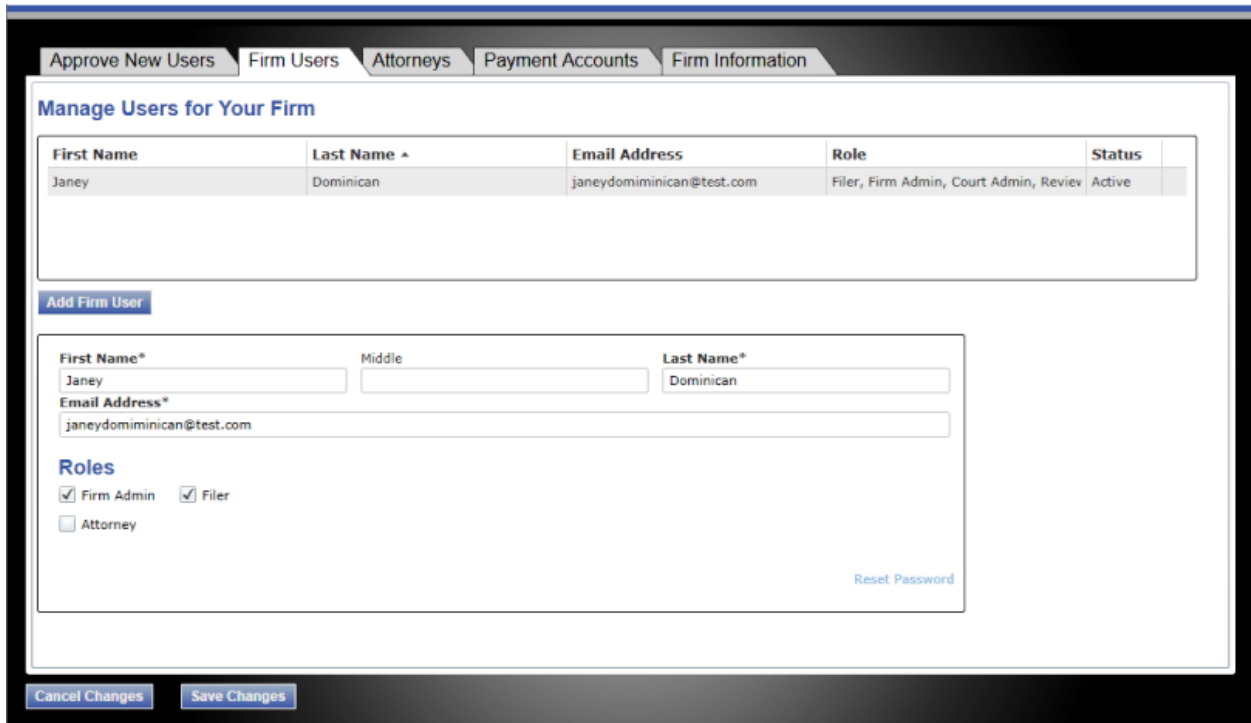 Approve New Users Firm Users Attorneys Payment Accounts Firm Information
Manage Users for Your Firm
First Name Last Name Email Address Role Status
Janey Dominican janeydomiminican@test.com Filer, Firm Admin, Court Admin, Review Active
Add Firm User
First Name* Middle Last Name*
Janey Dominican
Email Address*
janeydomiminican@test.com
Roles
Firm Admin Filer
Attorney
Reset Password
Cancel Changes Save Changes